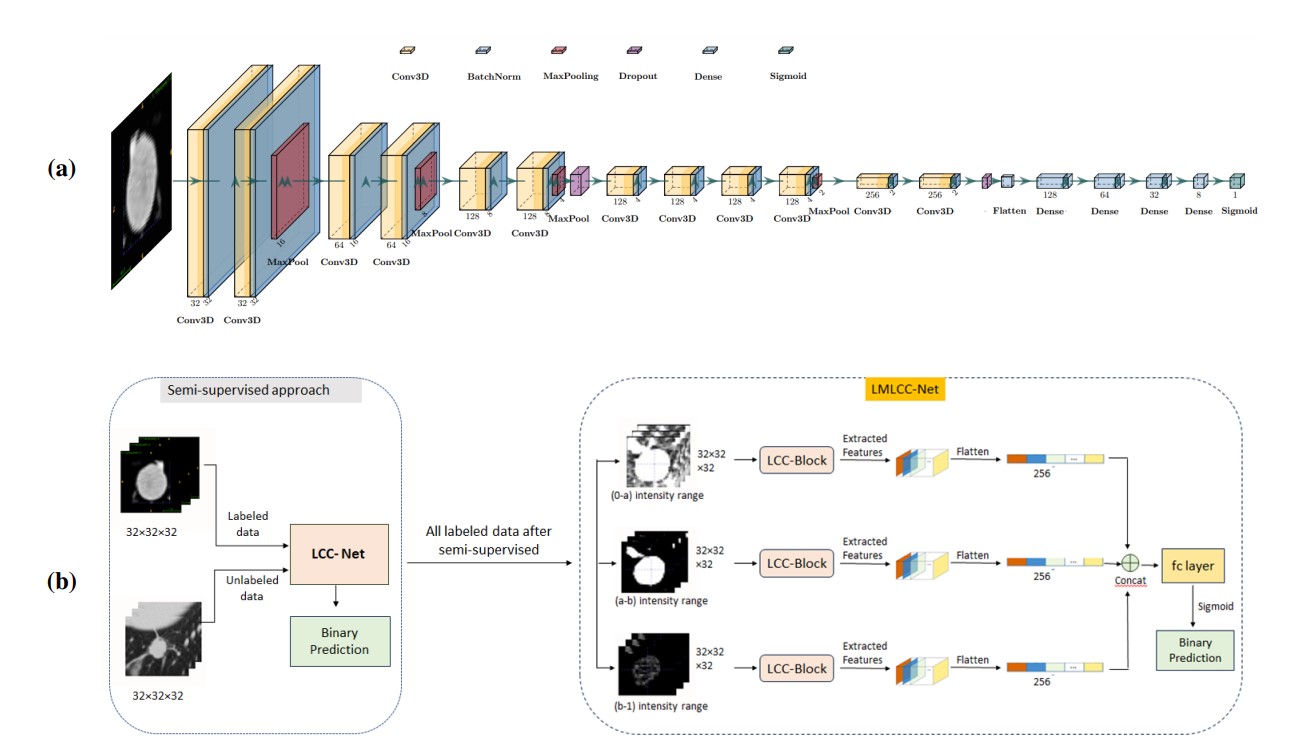 (a)
Conv3D BatchNorm MaxPooling Dropout Dense Sigmoid
32 32 32 32 16 64 16 64 16 8 128 8 128 8 4 128 4 128 4 128 4 128 4 2 256 2 256 2 128 64 32 8 1
Conv3D Conv3D MaxPool Conv3D Conv3D MaxPool Conv3D Conv3D MaxPool Conv3D Conv3D Conv3D Conv3D MaxPool Conv3D Conv3D Flatten Dense Dense Dense Dense Sigmoid
(b)
Semi-supervised approach
32×32×32
Labeled
data
LCC- Net
Unlabeled
data
Binary
Prediction
32×32×32
All labeled data after
semi-supervised
LMLCC-Net
32×32
×32
(0-a) intensity range
LCC-Block
Extracted
Features
Flatten
...
256
32×32
×32
(a-b) intensity range
LCC-Block
Extracted
Features
Flatten
...
256
32×32
×32
(b-1) intensity range
LCC-Block
Extracted
Features
Flatten
...
256
Concat
fc layer
Sigmoid
Binary
Prediction